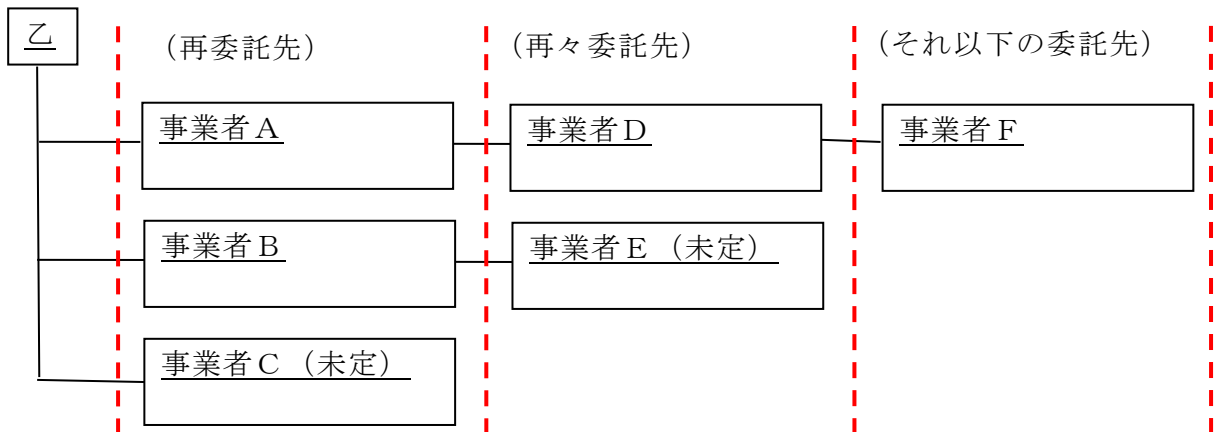 乙
(再委託先)
(再々委託先)
(それ以下の委託先)
事業者A
事業者D
事業者F
事業者B
事業者E(未定)
事業者C(未定)